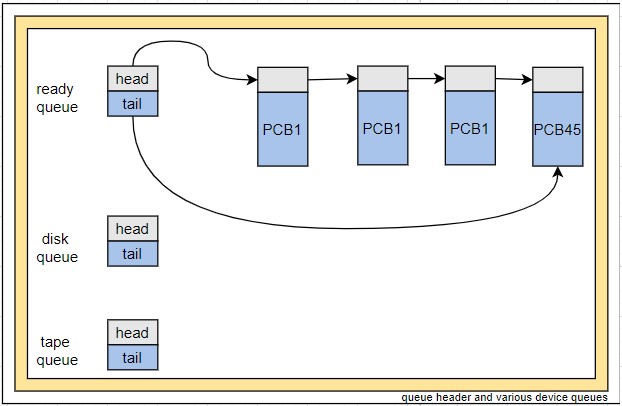 ready
queue
head
tail
PCB1
PCB1
PCB1
PCB45
disk
queue
head
tail
tape
queue
head
tail
queue header and various device queues